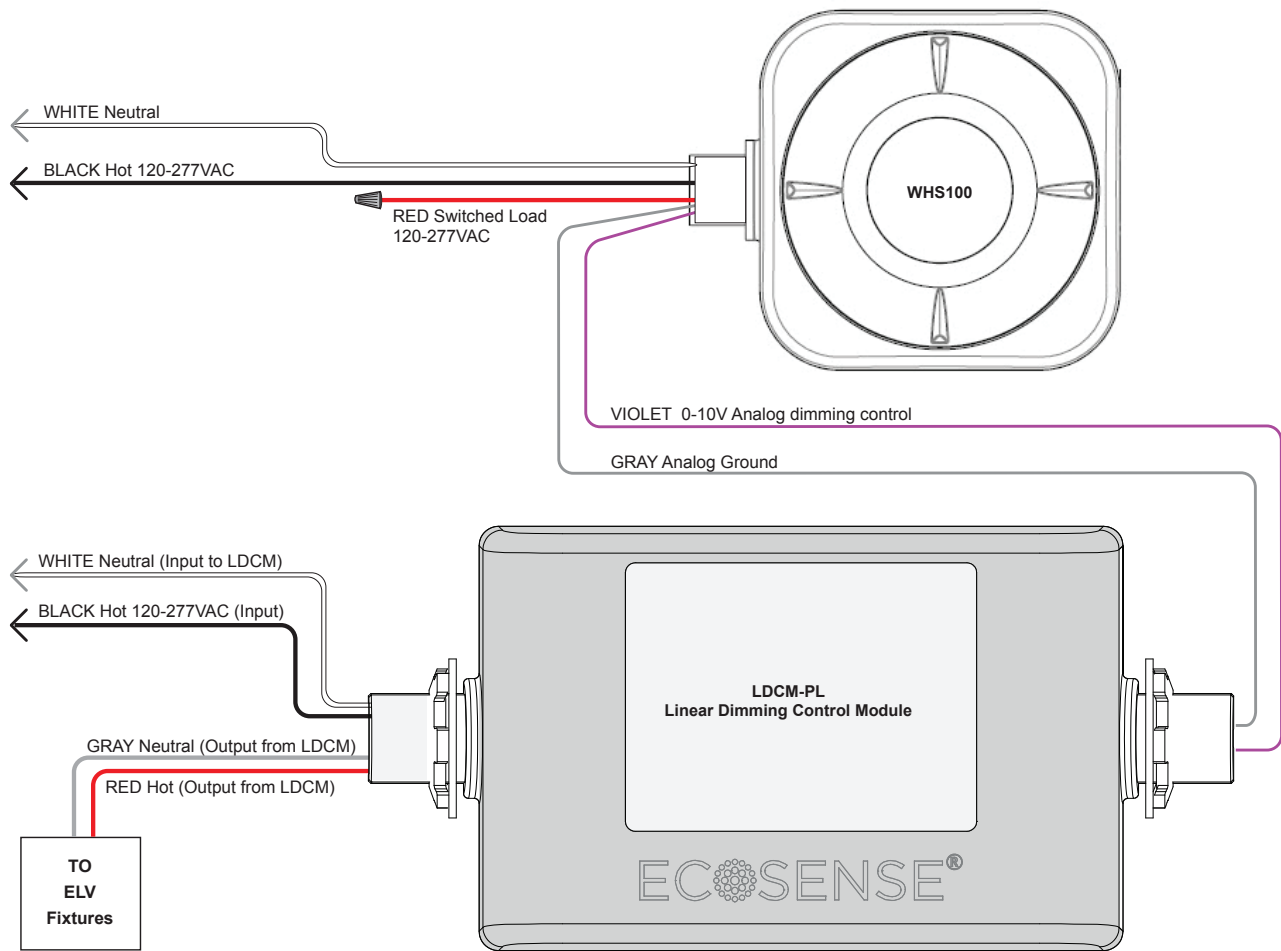 WHITE Neutral
BLACK Hot 120-277VAC
RED Switched Load
120-277VAC
WHS100
VIOLET 0-10V Analog dimming control
GRAY Analog Ground
WHITE Neutral (Input to LDCM)
BLACK Hot 120-277VAC (Input)
LDCM-PL
Linear Dimming Control Module
GRAY Neutral (Output from LDCM)
RED Hot (Output from LDCM)
TO
ELV
Fixtures
ECOSENSE®